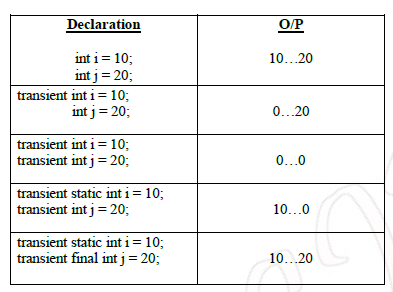 Declaration O/P
int i = 10;
int j = 20;
10…20
transient int i = 10;
int j = 20;
0…20
transient int i = 10;
transient int j = 20;
0…0
transient static int i = 10;
transient int j = 20;
10…0
transient static int i = 10;
transient final int j = 20;
10…20